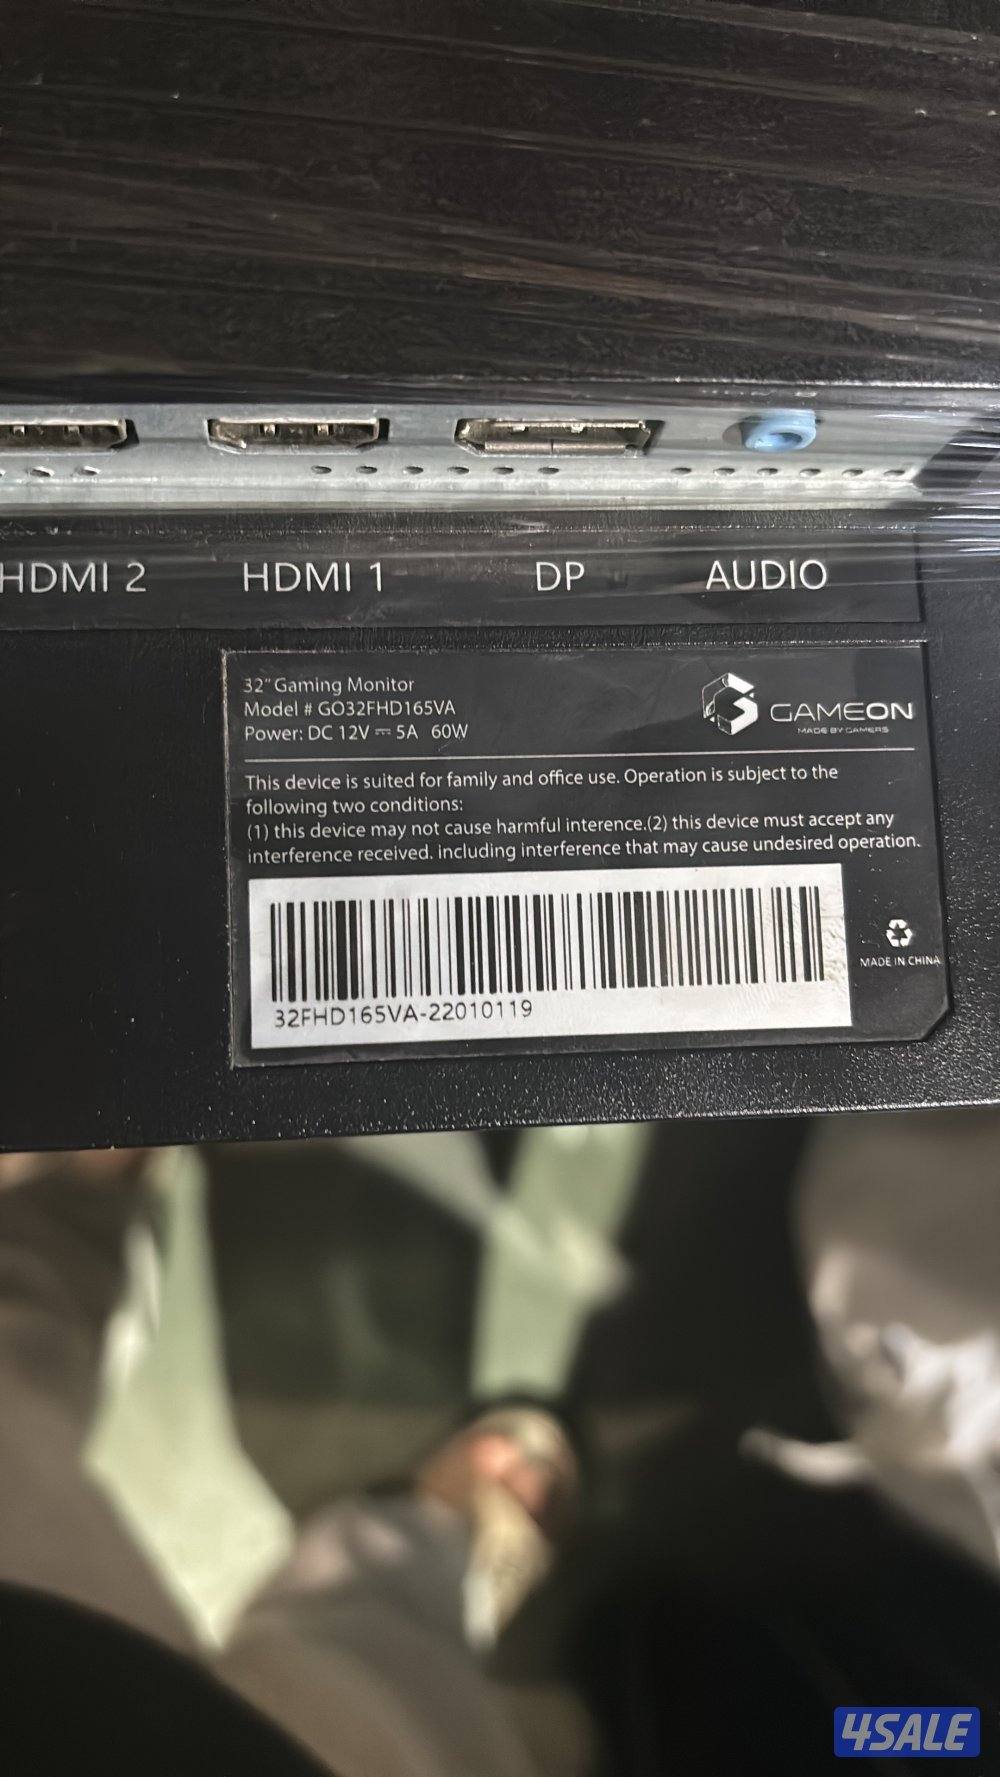 HDMI 2 HDMI 1 DP AUDIO
32" Gaming Monitor
Model # GO32FHD165VA
Power: DC 12V ⎓ 5A 60W
GAMEON
MADE BY GAMERS
This device is suited for family and office use. Operation is subject to the
following two conditions:
(1) this device may not cause harmful interence.(2) this device must accept any
interference received. including interference that may cause undesired operation.
32FHD165VA-22010119
MADE IN CHINA
4SALE